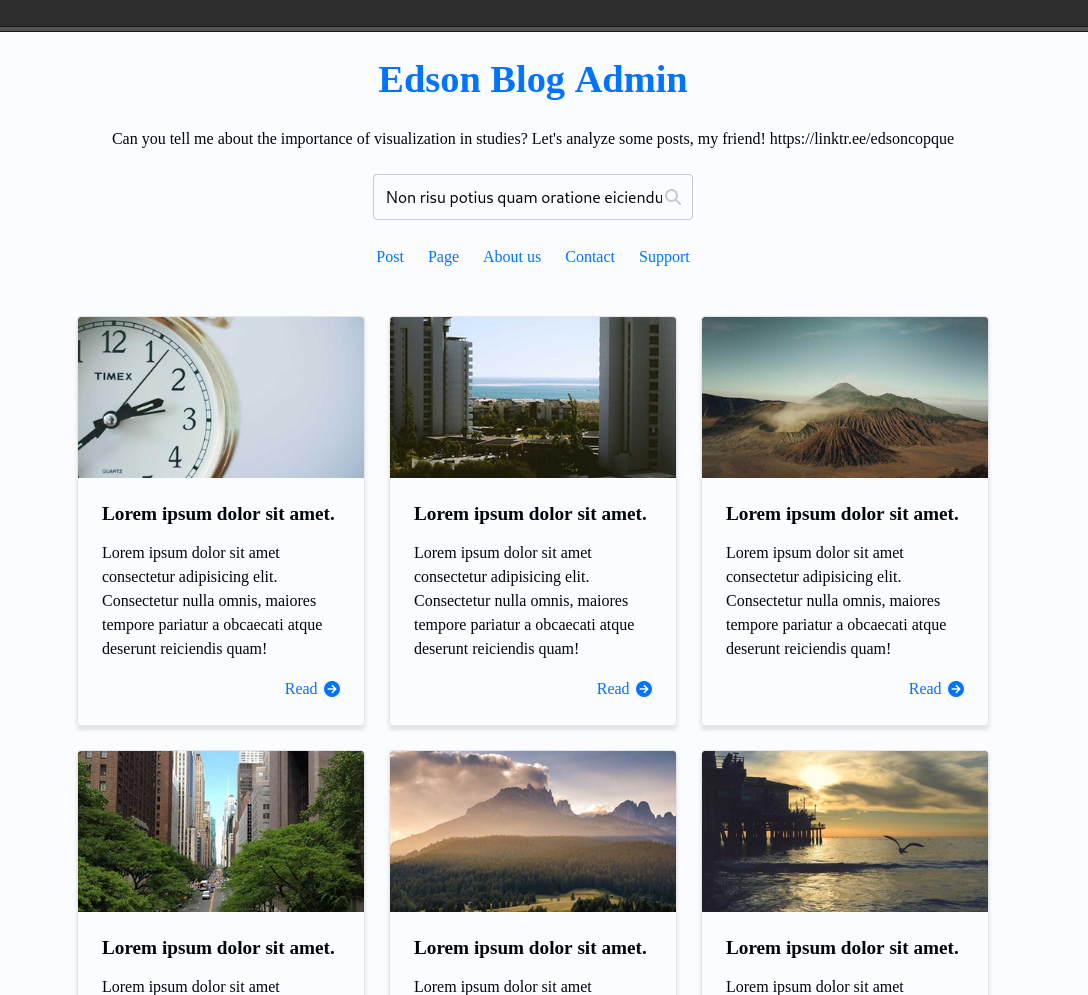 Edson Blog Admin
Can you tell me about the importance of visualization in studies? Let's analyze some posts, my friend! https://linktr.ee/edsoncopque
Non risu potius quam oratione eiciendu
Post Page About us Contact Support
12
1
2
3
4
5
TIMEX
QUARTZ
Lorem ipsum dolor sit amet.
Lorem ipsum dolor sit amet
consectetur adipisicing elit.
Consectetur nulla omnis, maiores
tempore pariatur a obcaecati atque
deserunt reiciendis quam!
Read
Lorem ipsum dolor sit amet.
Lorem ipsum dolor sit amet
consectetur adipisicing elit.
Consectetur nulla omnis, maiores
tempore pariatur a obcaecati atque
deserunt reiciendis quam!
Read
Lorem ipsum dolor sit amet.
Lorem ipsum dolor sit amet
consectetur adipisicing elit.
Consectetur nulla omnis, maiores
tempore pariatur a obcaecati atque
deserunt reiciendis quam!
Read
Lorem ipsum dolor sit amet.
Lorem ipsum dolor sit amet
Lorem ipsum dolor sit amet.
Lorem ipsum dolor sit amet
Lorem ipsum dolor sit amet.
Lorem ipsum dolor sit amet